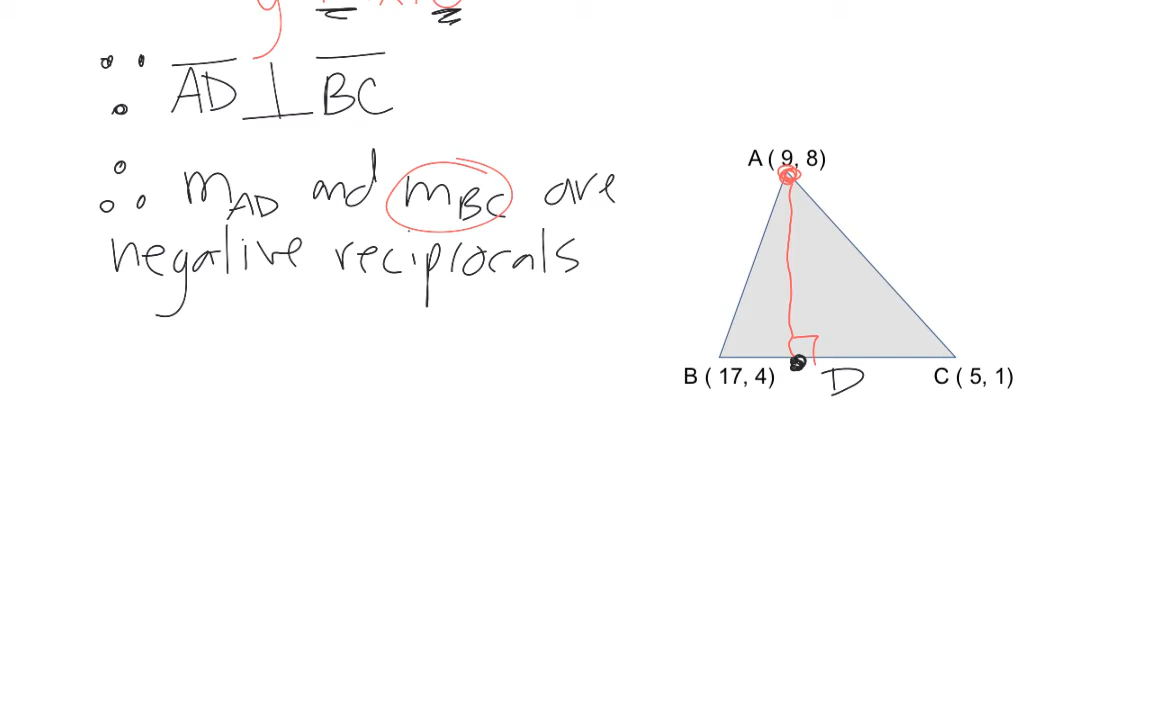 ∵ AD ⊥ BC
∴ mAD and mBC are
negative reciprocals
A ( 9, 8)
B ( 17, 4)
D
C ( 5, 1)